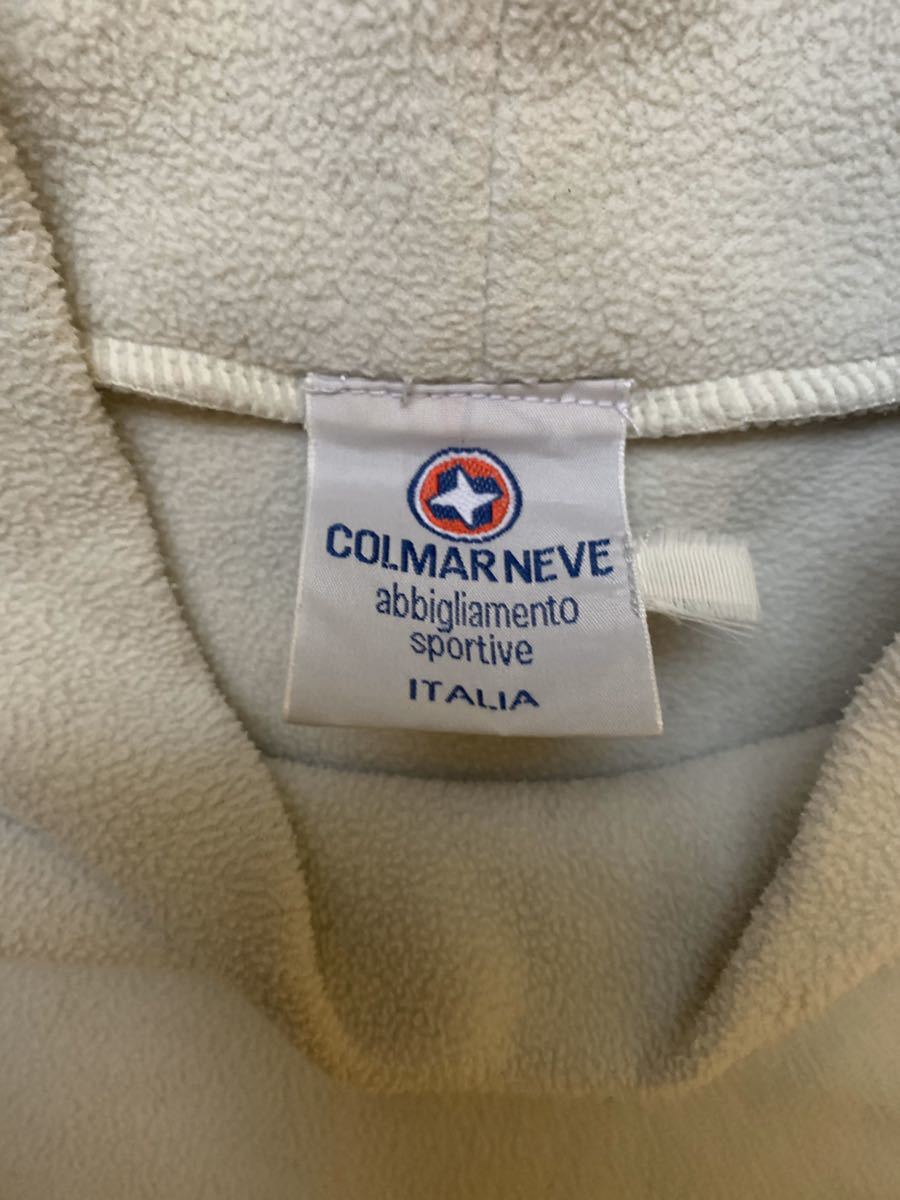 COLMAR NEVE
abbigliamento
sportive
ITALIA